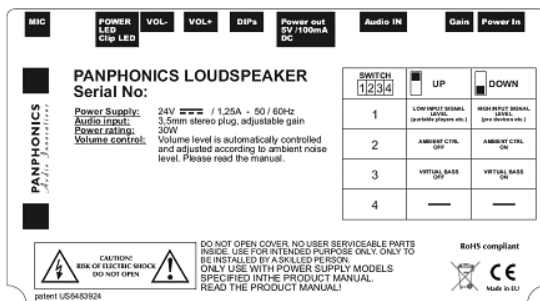 MIC
POWER
LED
Clip LED
VOL-
VOL+
DIPs
Power out
5V /100mA
DC
Audio IN
Gain
Power In
PANPHONICS LOUDSPEAKER
Serial No:
Power Supply: 24V / 1,25A - 50 / 60Hz
Audio input: 3,5mm stereo plug, adjustable gain
Power rating: 30W
Volume control: Volume level is automatically controlled
and adjusted according to ambient noise
level. Please read the manual.
PANPHONICS
Audio Innovations
SWITCH
1234
UP
DOWN
1
LOW INPUT SIGNAL
LEVEL
(portable players etc.)
HIGH INPUT SIGNAL
LEVEL
(pro devices etc.)
2
AMBIENT CTRL
OFF
AMBIENT CTRL
ON
3
VIRTUAL BASS
OFF
VIRTUAL BASS
ON
4
CAUTION!
RISK OF ELECTRIC SHOCK
DO NOT OPEN
DO NOT OPEN COVER. NO USER SERVICEABLE PARTS
INSIDE. USE FOR INTENDED PURPOSE ONLY. ONLY TO
BE INSTALLED BY A SKILLED PERSON.
ONLY USE WITH POWER SUPPLY MODELS
SPECIFIED INTHE PRODUCT MANUAL.
READ THE PRODUCT MANUAL!
RoHS compliant
CE
Made in EU
patent US6483924